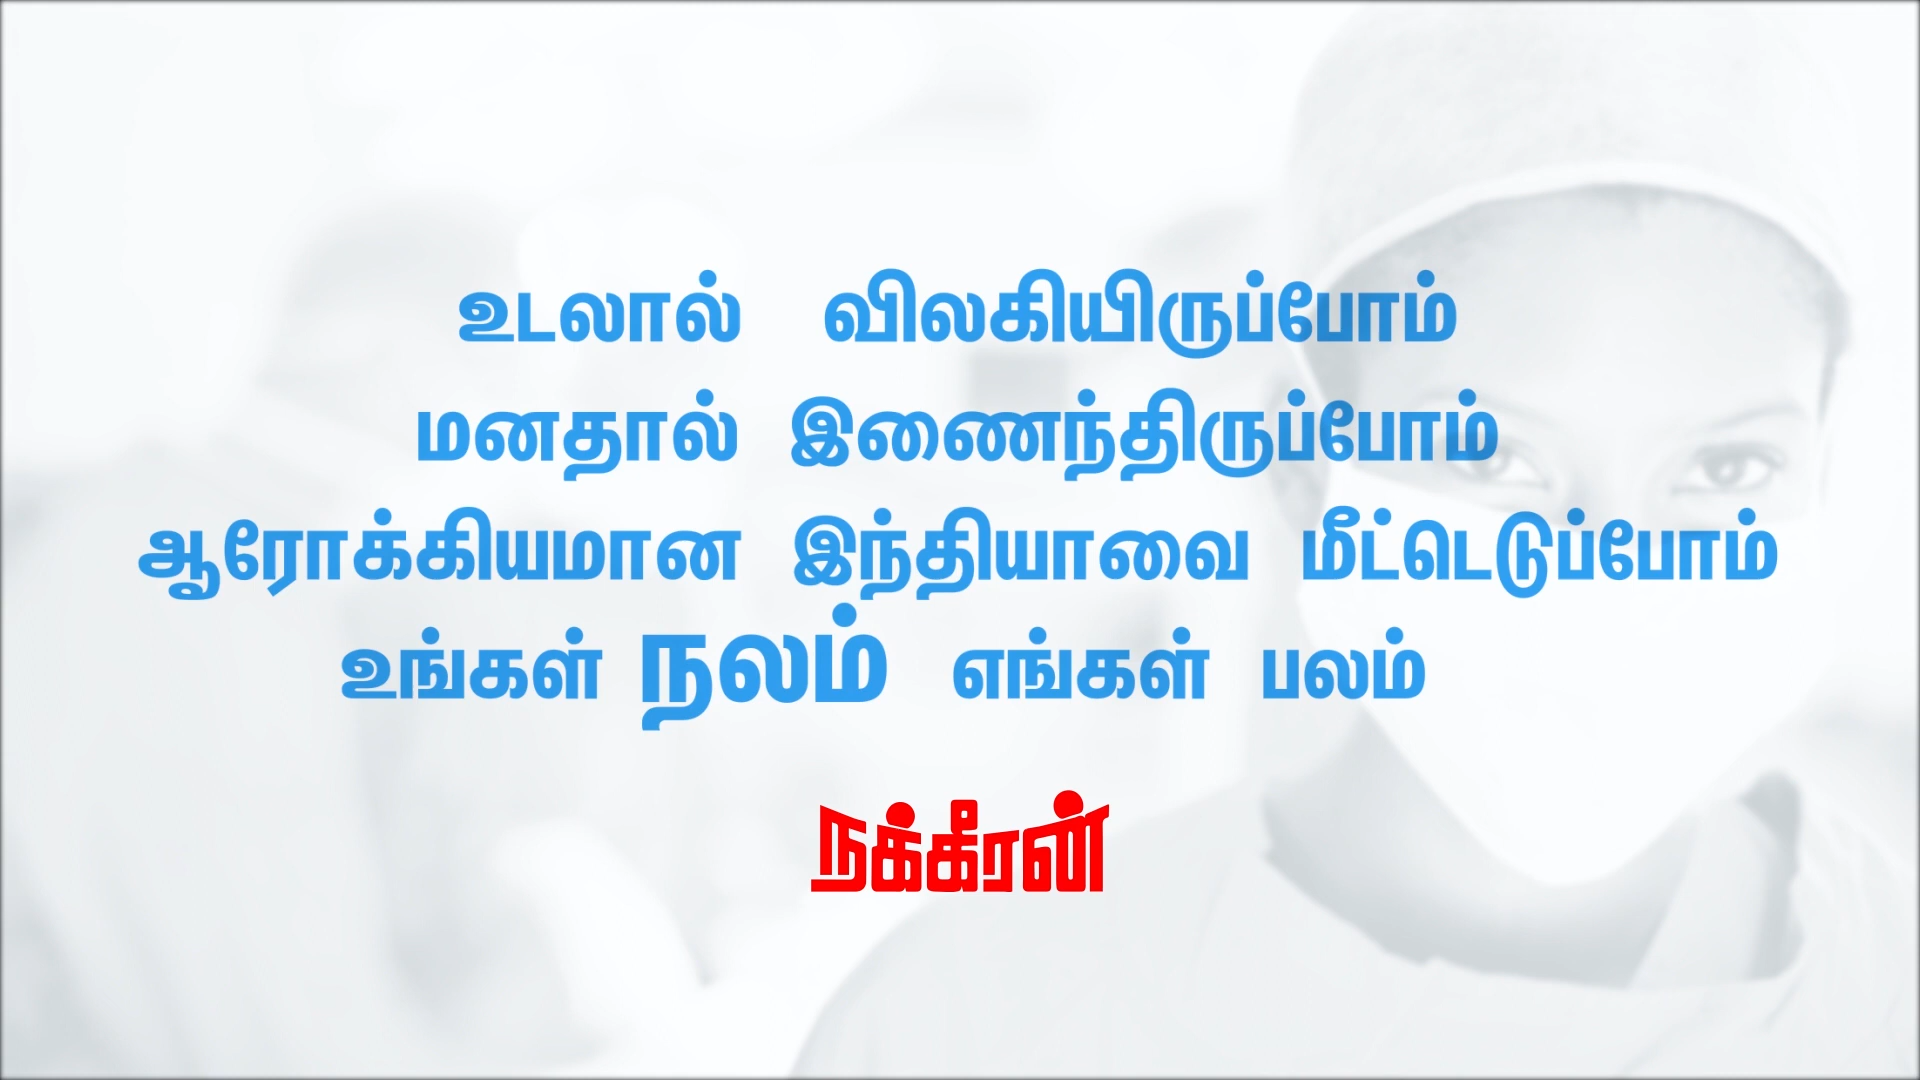 உடலால் விலகியிருப்போம்
மனதால் இணைந்திருப்போம்
ஆரோக்கியமான இந்தியாவை மீட்டெடுப்போம்
உங்கள் நலம் எங்கள் பலம்
நக்கீரன்